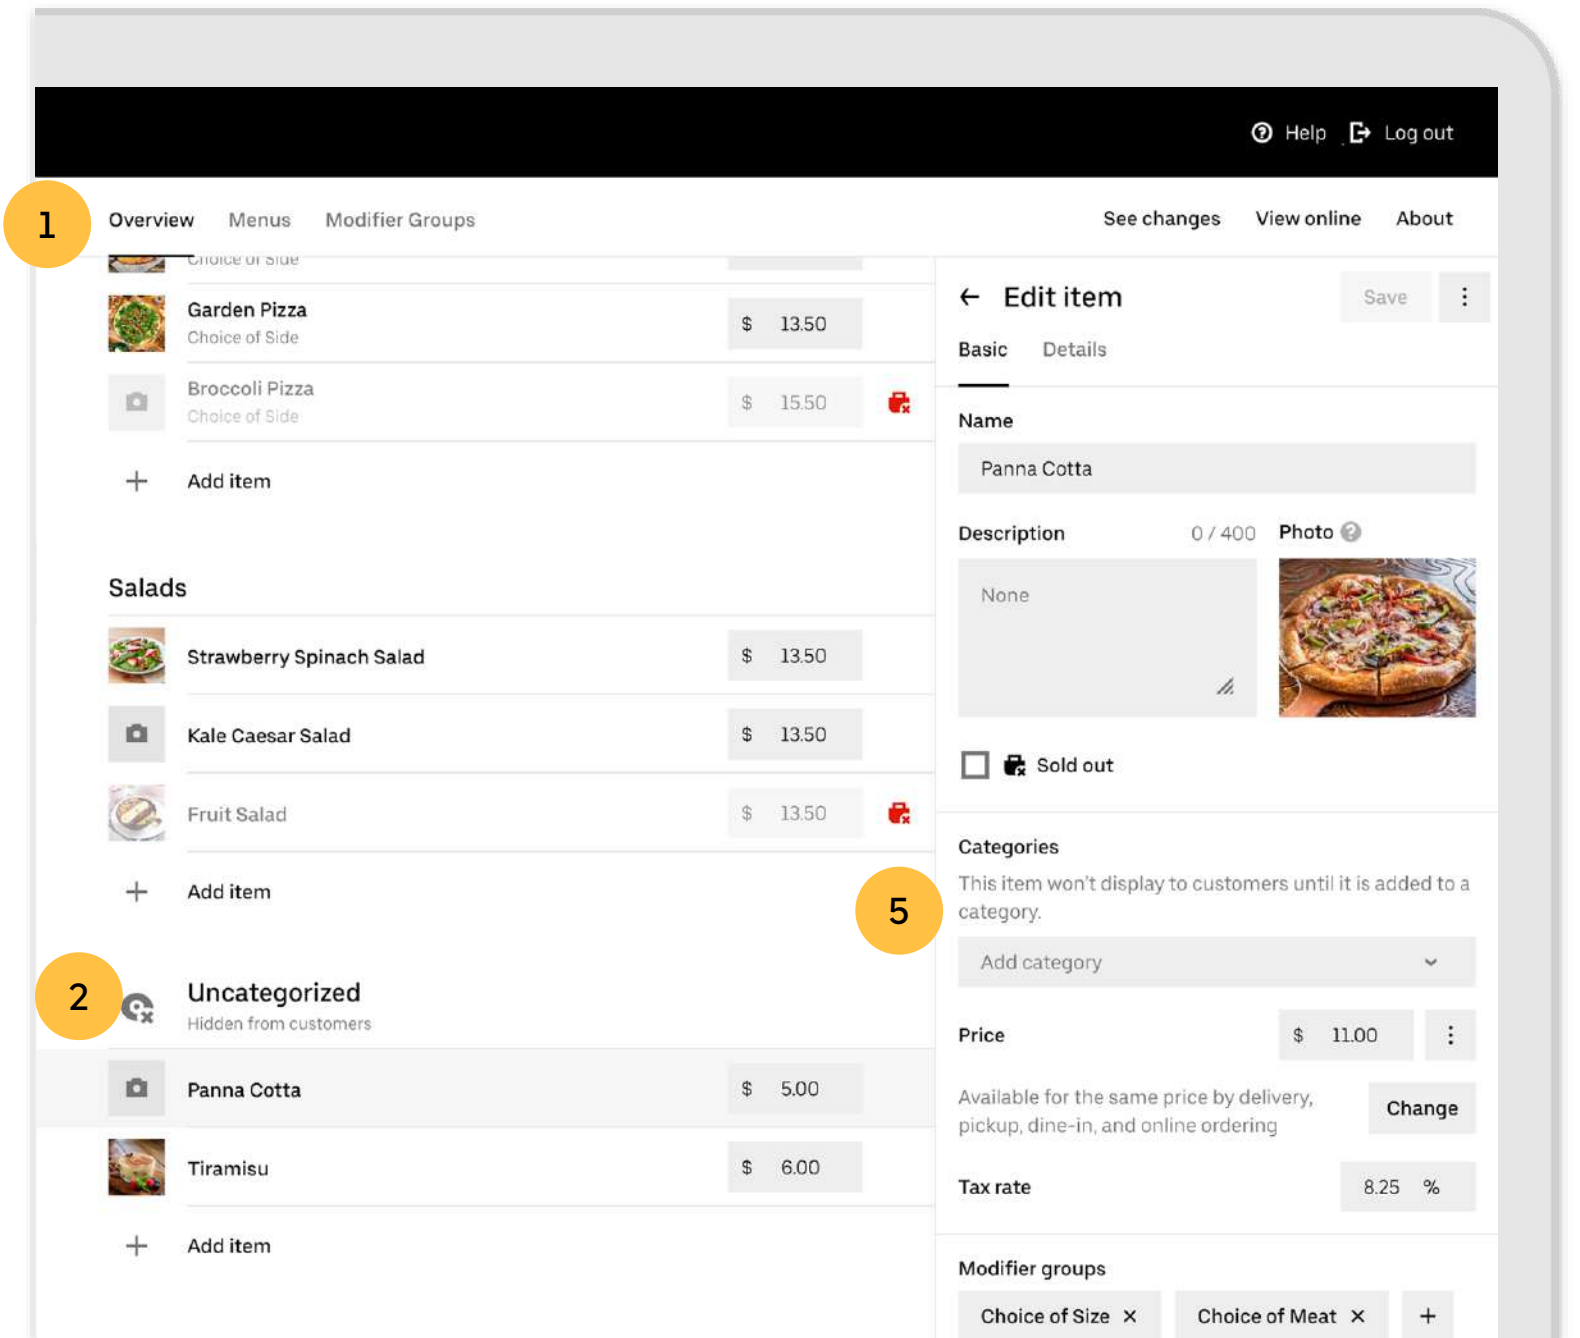 Help
Log out
1
Overview
Menus
Modifier Groups
See changes
View online
About
Choice of Side
Garden Pizza
Choice of Side
$ 13.50
Broccoli Pizza
Choice of Side
$ 15.50
Add item
Salads
Strawberry Spinach Salad
$ 13.50
Kale Caesar Salad
$ 13.50
Fruit Salad
$ 13.50
Add item
2
Uncategorized
Hidden from customers
Panna Cotta
$ 5.00
Tiramisu
$ 6.00
Add item
Edit item
Save
Basic
Details
Name
Panna Cotta
Description
0 / 400
Photo
None
Sold out
5
Categories
This item won't display to customers until it is added to a
category.
Add category
Price
$ 11.00
Available for the same price by delivery,
pickup, dine-in, and online ordering
Change
Tax rate
8.25 %
Modifier groups
Choice of Size
Choice of Meat